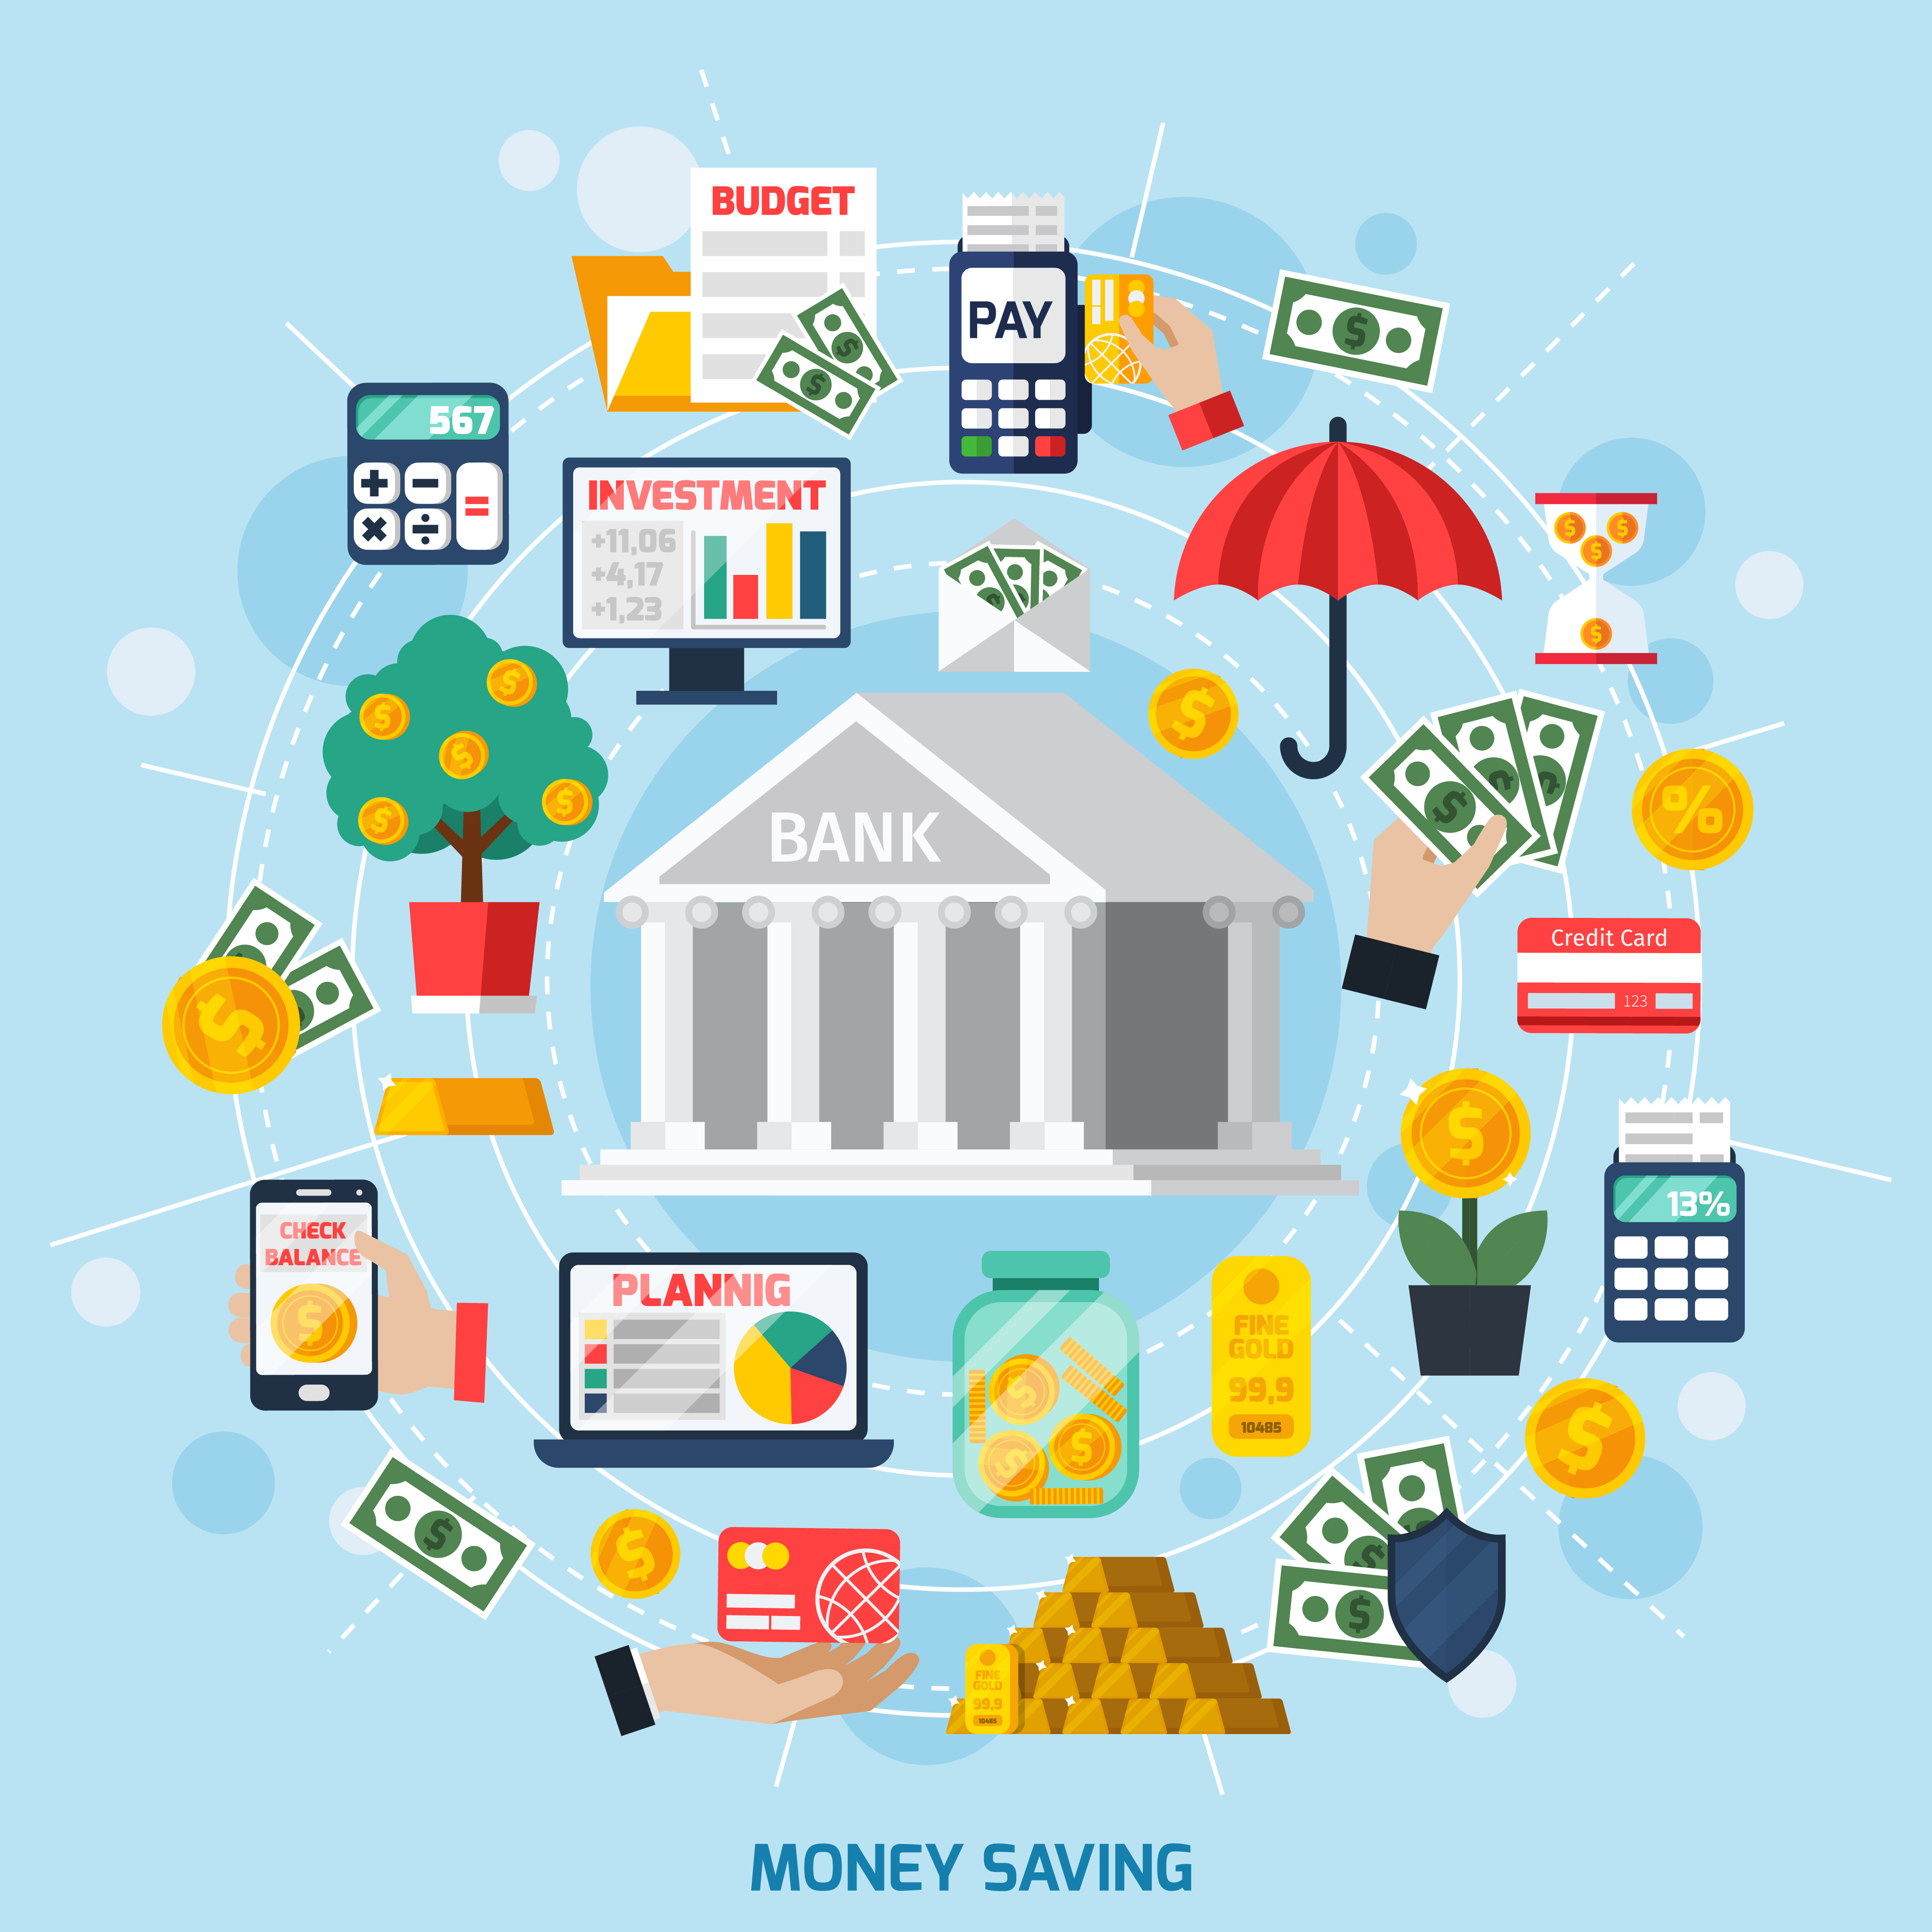 BUDGET
PAY
567
+
−
=
×
÷
INVESTMENT
+11,06
+4,17
+1,23
BANK
%
Credit Card
123
13%
CHECK
BALANCE
PLANNIG
FINE
GOLD
99,9
10485
FINE
GOLD
99,9
10485
MONEY SAVING